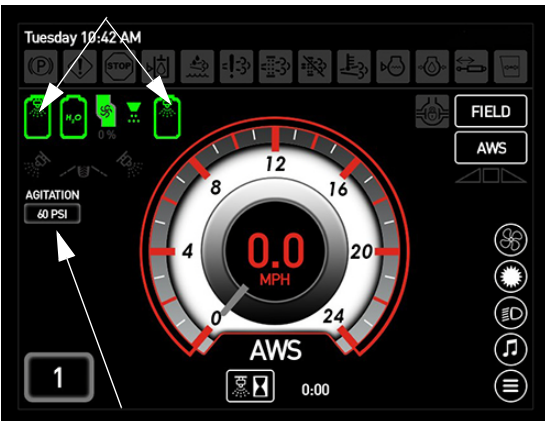 Tuesday 10:42 AM
(P)
STOP
H₂O
0 %
FIELD
AWS
AGITATION
60 PSI
0
4
8
12
16
20
24
0.0
MPH
AWS
1
0:00